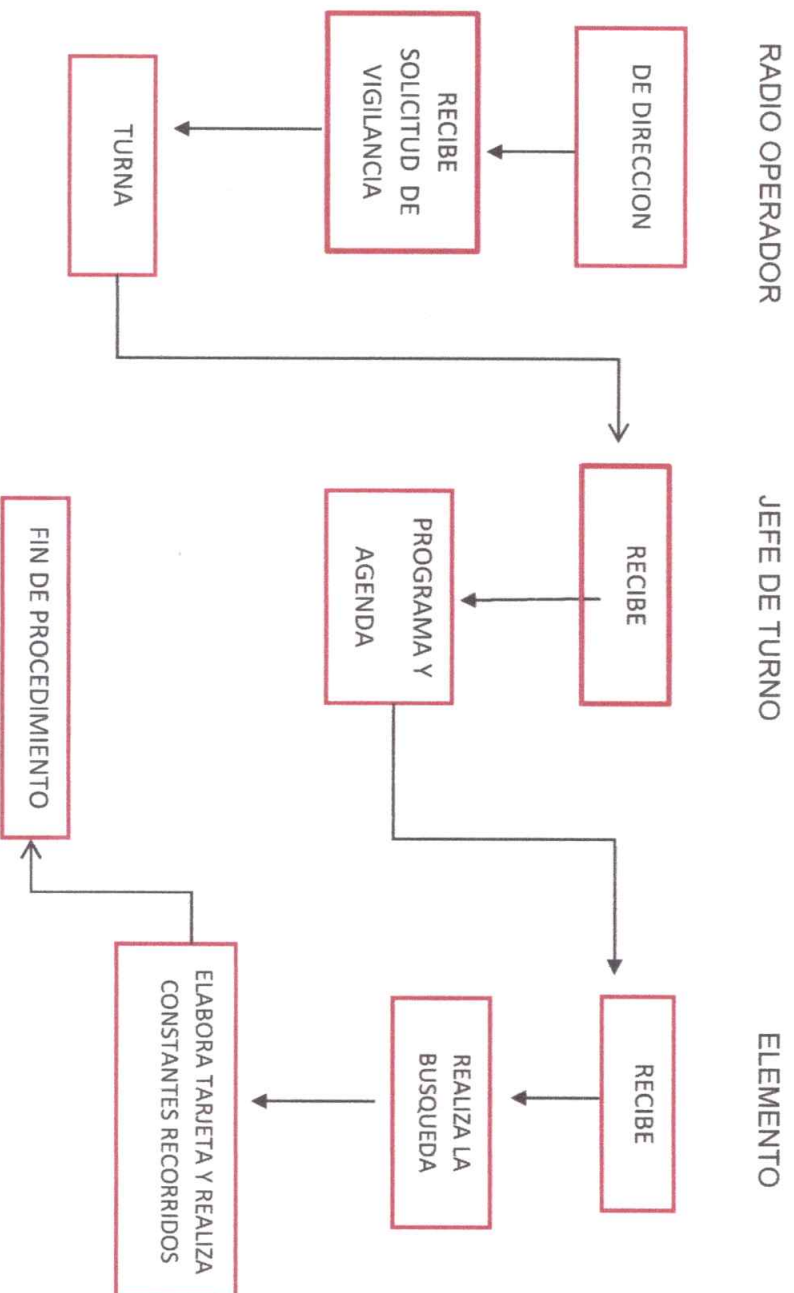 RADIO OPERADOR
JEFE DE TURNO
ELEMENTO
DE DIRECCION
RECIBE
SOLICITUD DE
VIGILANCIA
TURNA
RECIBE
PROGRAMA Y
AGENDA
FIN DE PROCEDIMIENTO
RECIBE
REALIZA LA
BUSQUEDA
ELABORA TARJETA Y REALIZA
CONSTANTES RECORRIDOS